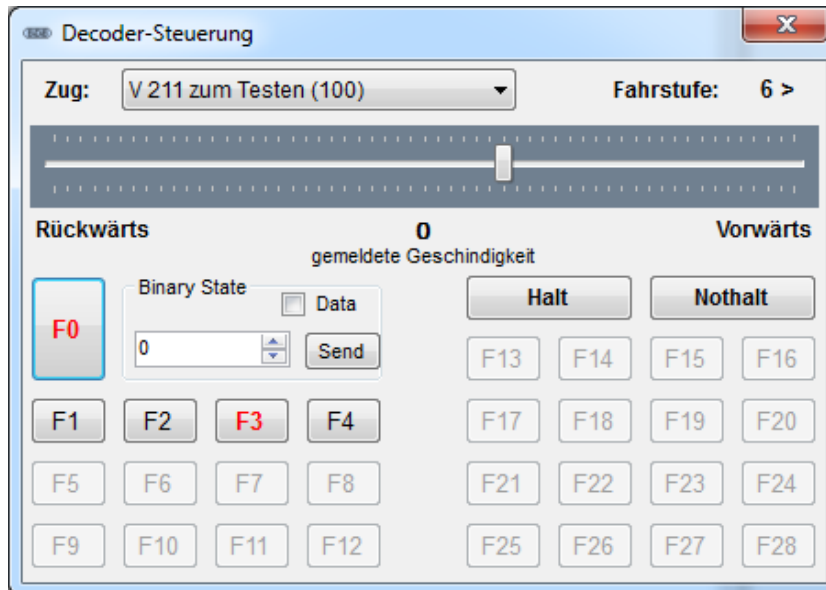 Decoder-Steuerung
Zug: V 211 zum Testen (100) Fahrstufe: 6 >
Rückwärts 0 Vorwärts
gemeldete Geschindigkeit
F0 Binary State Data Halt Nothalt
0 Send F13 F14 F15 F16
F1 F2 F3 F4 F17 F18 F19 F20
F5 F6 F7 F8 F21 F22 F23 F24
F9 F10 F11 F12 F25 F26 F27 F28